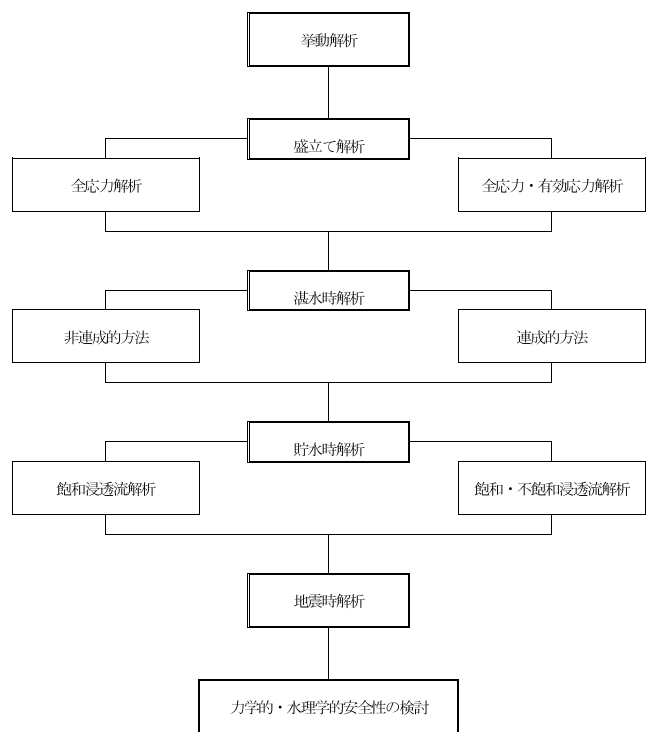 挙動解析
盛立て解析
全応力解析
全応力・有効応力解析
湛水時解析
非連成的方法
連成的方法
貯水時解析
飽和浸透流解析
飽和・不飽和浸透流解析
地震時解析
力学的・水理学的安全性の検討